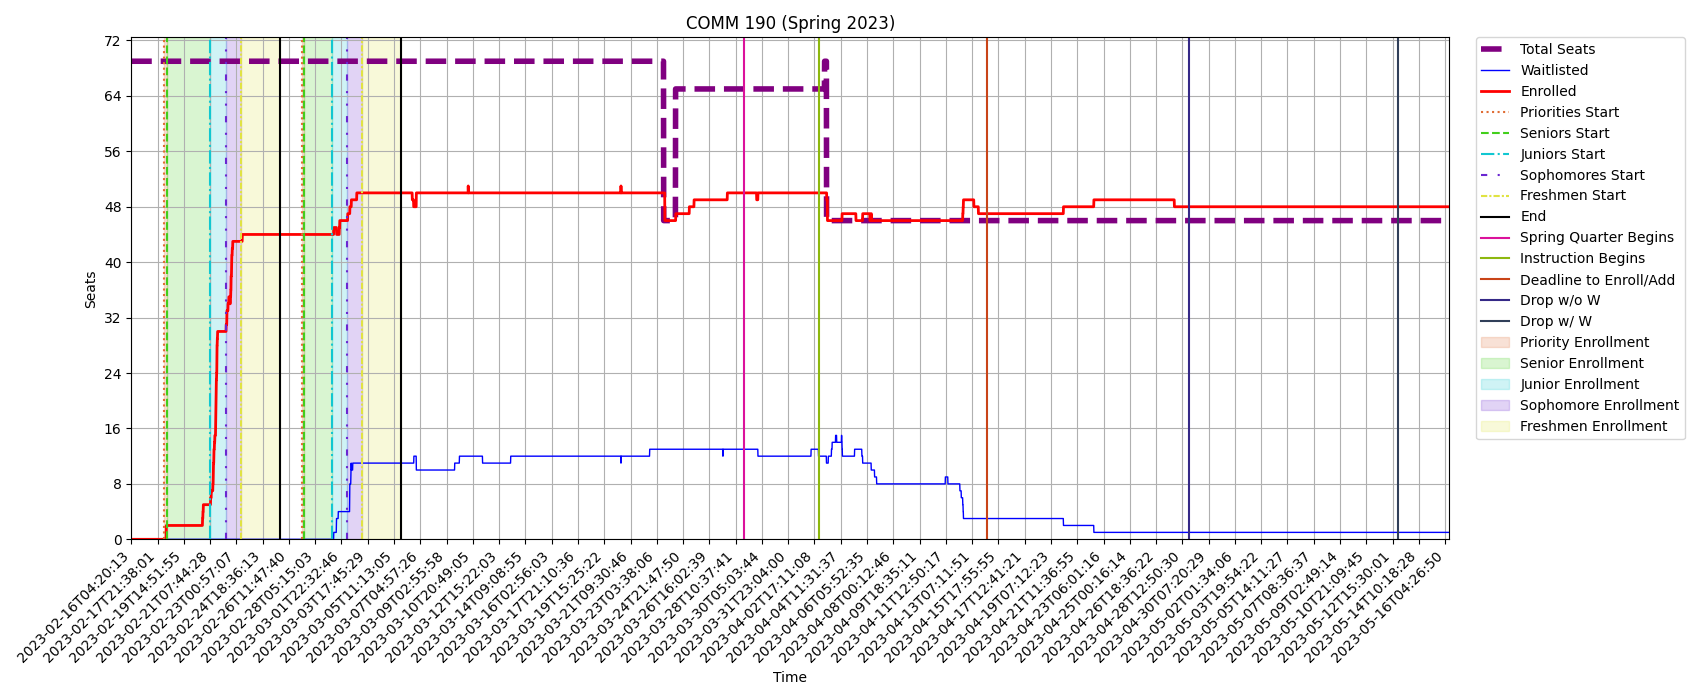 COMM 190 (Spring 2023)
72
64
56
48
40
32
24
16
8
0
Seats
2023-02-16T04:20:13
2023-02-17T21:38:01
2023-02-19T14:51:55
2023-02-21T07:44:28
2023-02-23T00:57:07
2023-02-24T18:36:13
2023-02-26T11:47:40
2023-02-28T05:15:03
2023-03-01T22:32:46
2023-03-03T17:45:29
2023-03-05T11:13:05
2023-03-07T04:57:26
2023-03-09T02:55:58
2023-03-10T20:49:05
2023-03-12T15:22:03
2023-03-14T09:08:55
2023-03-16T02:56:03
2023-03-17T21:10:36
2023-03-19T15:25:22
2023-03-21T09:30:46
2023-03-23T03:38:06
2023-03-24T21:47:50
2023-03-26T16:02:39
2023-03-28T10:37:41
2023-03-30T05:03:44
2023-03-31T23:04:00
2023-04-02T17:11:08
2023-04-04T11:31:37
2023-04-06T05:52:35
2023-04-08T00:12:46
2023-04-09T18:35:11
2023-04-11T12:50:17
2023-04-13T07:11:51
2023-04-15T17:55:55
2023-04-17T12:41:21
2023-04-19T07:12:23
2023-04-21T11:36:55
2023-04-23T06:01:16
2023-04-25T00:16:14
2023-04-26T18:36:22
2023-04-28T12:50:30
2023-04-30T07:20:29
2023-05-02T01:34:06
2023-05-03T19:54:22
2023-05-05T14:11:27
2023-05-07T08:36:37
2023-05-09T02:49:14
2023-05-10T21:09:45
2023-05-12T15:30:01
2023-05-14T10:18:28
2023-05-16T04:26:50
Time
Total Seats
Waitlisted
Enrolled
Priorities Start
Seniors Start
Juniors Start
Sophomores Start
Freshmen Start
End
Spring Quarter Begins
Instruction Begins
Deadline to Enroll/Add
Drop w/o W
Drop w/ W
Priority Enrollment
Senior Enrollment
Junior Enrollment
Sophomore Enrollment
Freshmen Enrollment